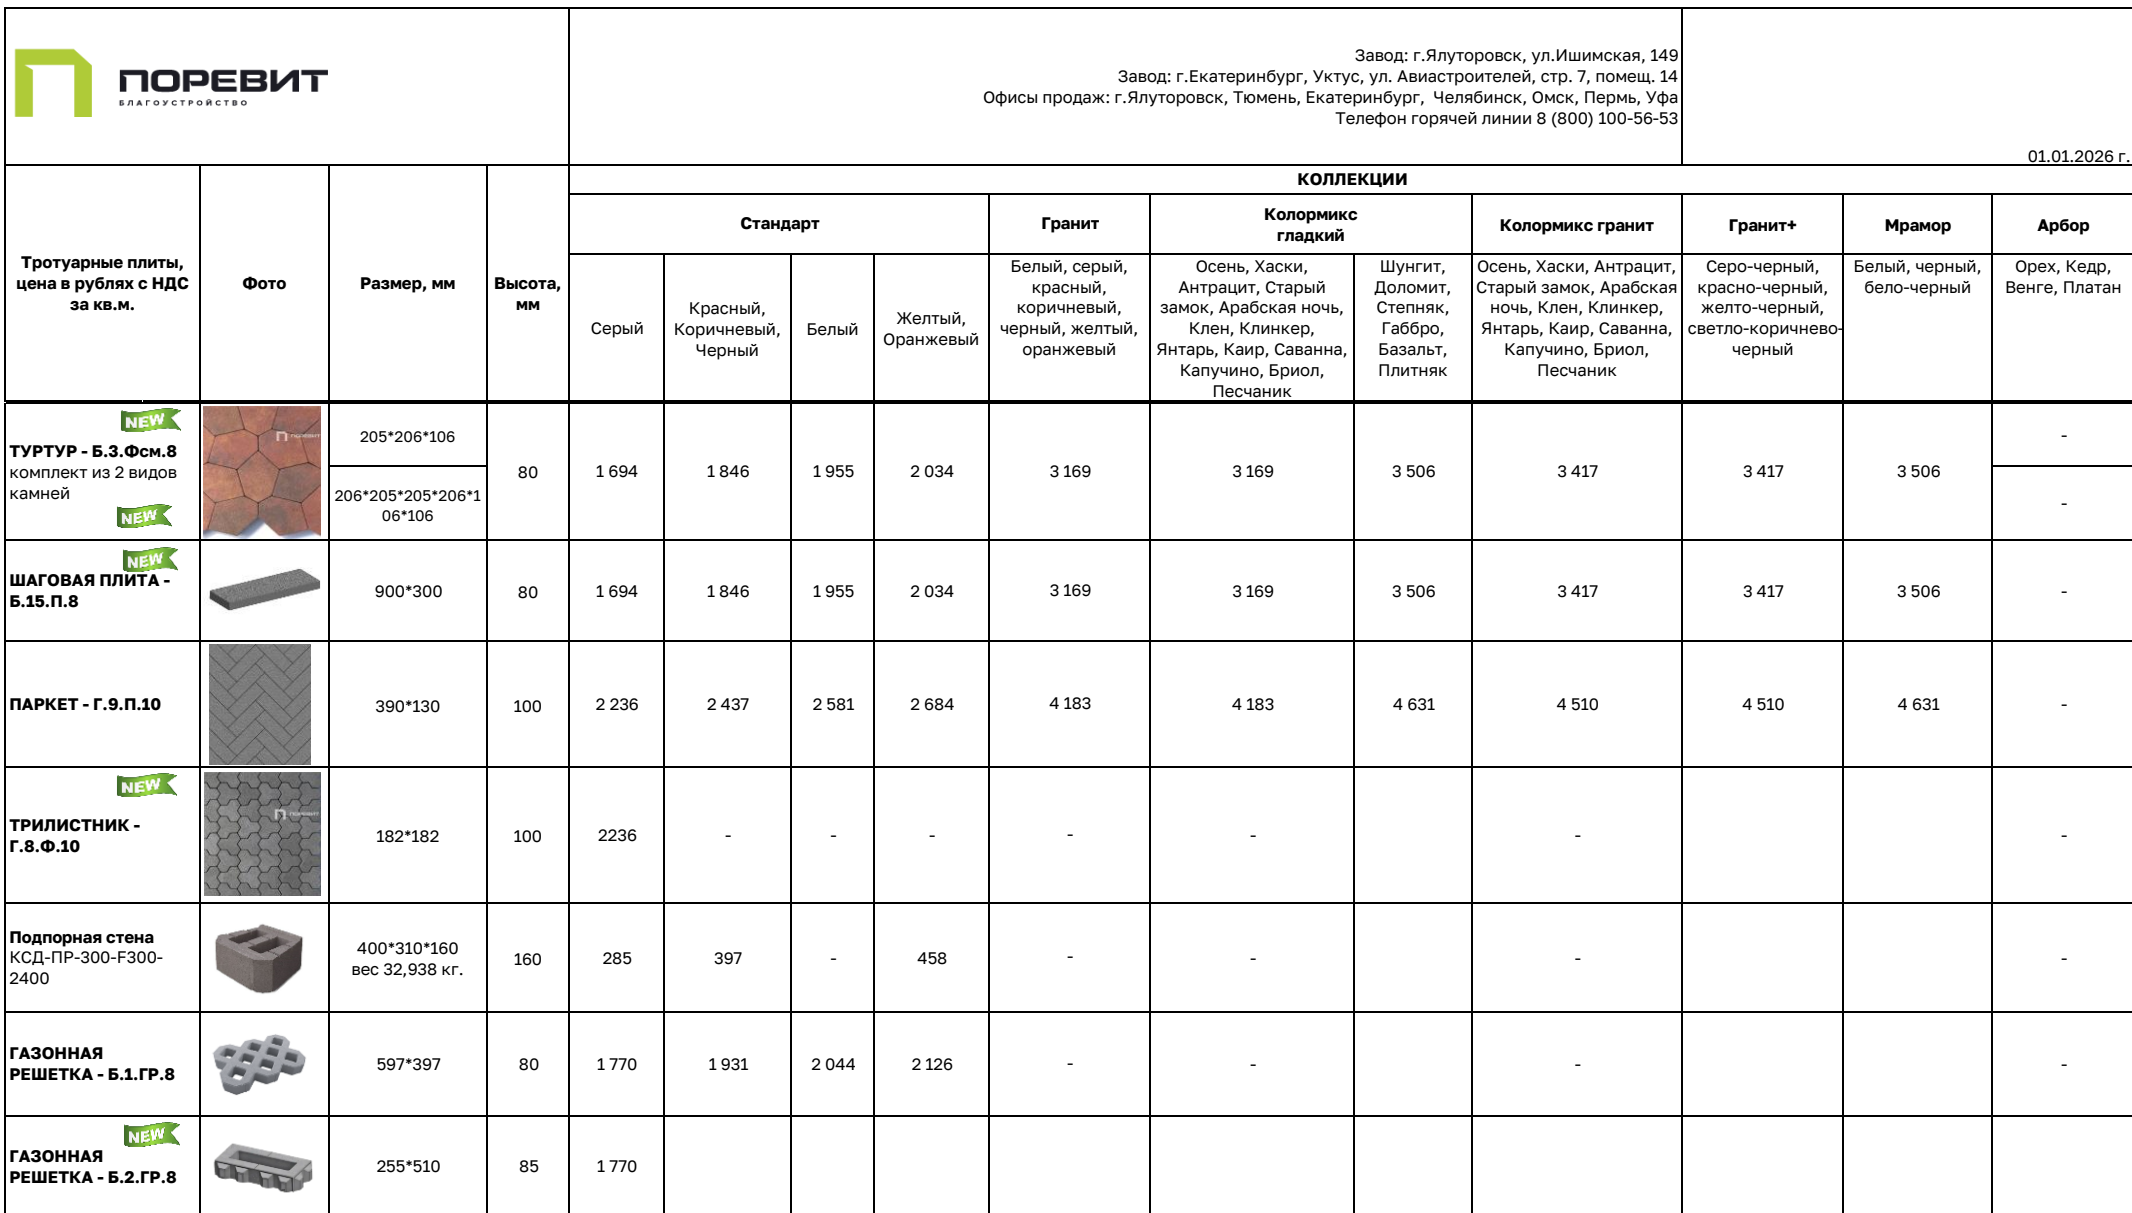 ПОРЕВИТ
БЛАГОУСТРОЙСТВО
Завод: г.Ялуторовск, ул.Ишимская, 149
Завод: г.Екатеринбург, Уктус, ул. Авиастроителей, стр. 7, помещ. 14
Офисы продаж: г.Ялуторовск, Тюмень, Екатеринбург, Челябинск, Омск, Пермь, Уфа
Телефон горячей линии 8 (800) 100-56-53
01.01.2026 г.
Тротуарные плиты,
цена в рублях с НДС
за кв.м.
Фото
Размер, мм
Высота,
мм
КОЛЛЕКЦИИ
Стандарт
Гранит
Колормикс
гладкий
Колормикс гранит
Гранит+
Мрамор
Арбор
Серый
Красный,
Коричневый,
Черный
Белый
Желтый,
Оранжевый
Белый, серый,
красный,
коричневый,
черный, желтый,
оранжевый
Осень, Хаски,
Антрацит, Старый
замок, Арабская ночь,
Клен, Клинкер,
Янтарь, Каир, Саванна,
Капучино, Бриол,
Песчаник
Шунгит,
Доломит,
Степняк,
Габбро,
Базальт,
Плитняк
Осень, Хаски, Антрацит,
Старый замок, Арабская
ночь, Клен, Клинкер,
Янтарь, Каир, Саванна,
Капучино, Бриол,
Песчаник
Серо-черный,
красно-черный,
желто-черный,
светло-коричнево-
черный
Белый, черный,
бело-черный
Орех, Кедр,
Венге, Платан
NEW
ТУРТУР - Б.3.Фсм.8
комплект из 2 видов
камней
NEW
ПОРЕВИТ
205*206*106
206*205*205*206*1
06*106
80 1 694 1 846 1 955 2 034 3 169 3 169 3 506 3 417 3 417 3 506 -
-
NEW
ШАГОВАЯ ПЛИТА -
Б.15.П.8
900*300 80 1 694 1 846 1 955 2 034 3 169 3 169 3 506 3 417 3 417 3 506 -
ПАРКЕТ - Г.9.П.10 390*130 100 2 236 2 437 2 581 2 684 4 183 4 183 4 631 4 510 4 510 4 631 -
NEW
ТРИЛИСТНИК -
Г.8.Ф.10
ПОРЕВИТ
182*182 100 2236 - - - - - - -
Подпорная стена
КСД-ПР-300-F300-
2400
400*310*160
вес 32,938 кг.
160 285 397 - 458 - - - -
ГАЗОННАЯ
РЕШЕТКА - Б.1.ГР.8
597*397 80 1 770 1 931 2 044 2 126 - - - -
NEW
ГАЗОННАЯ
РЕШЕТКА - Б.2.ГР.8
255*510 85 1 770